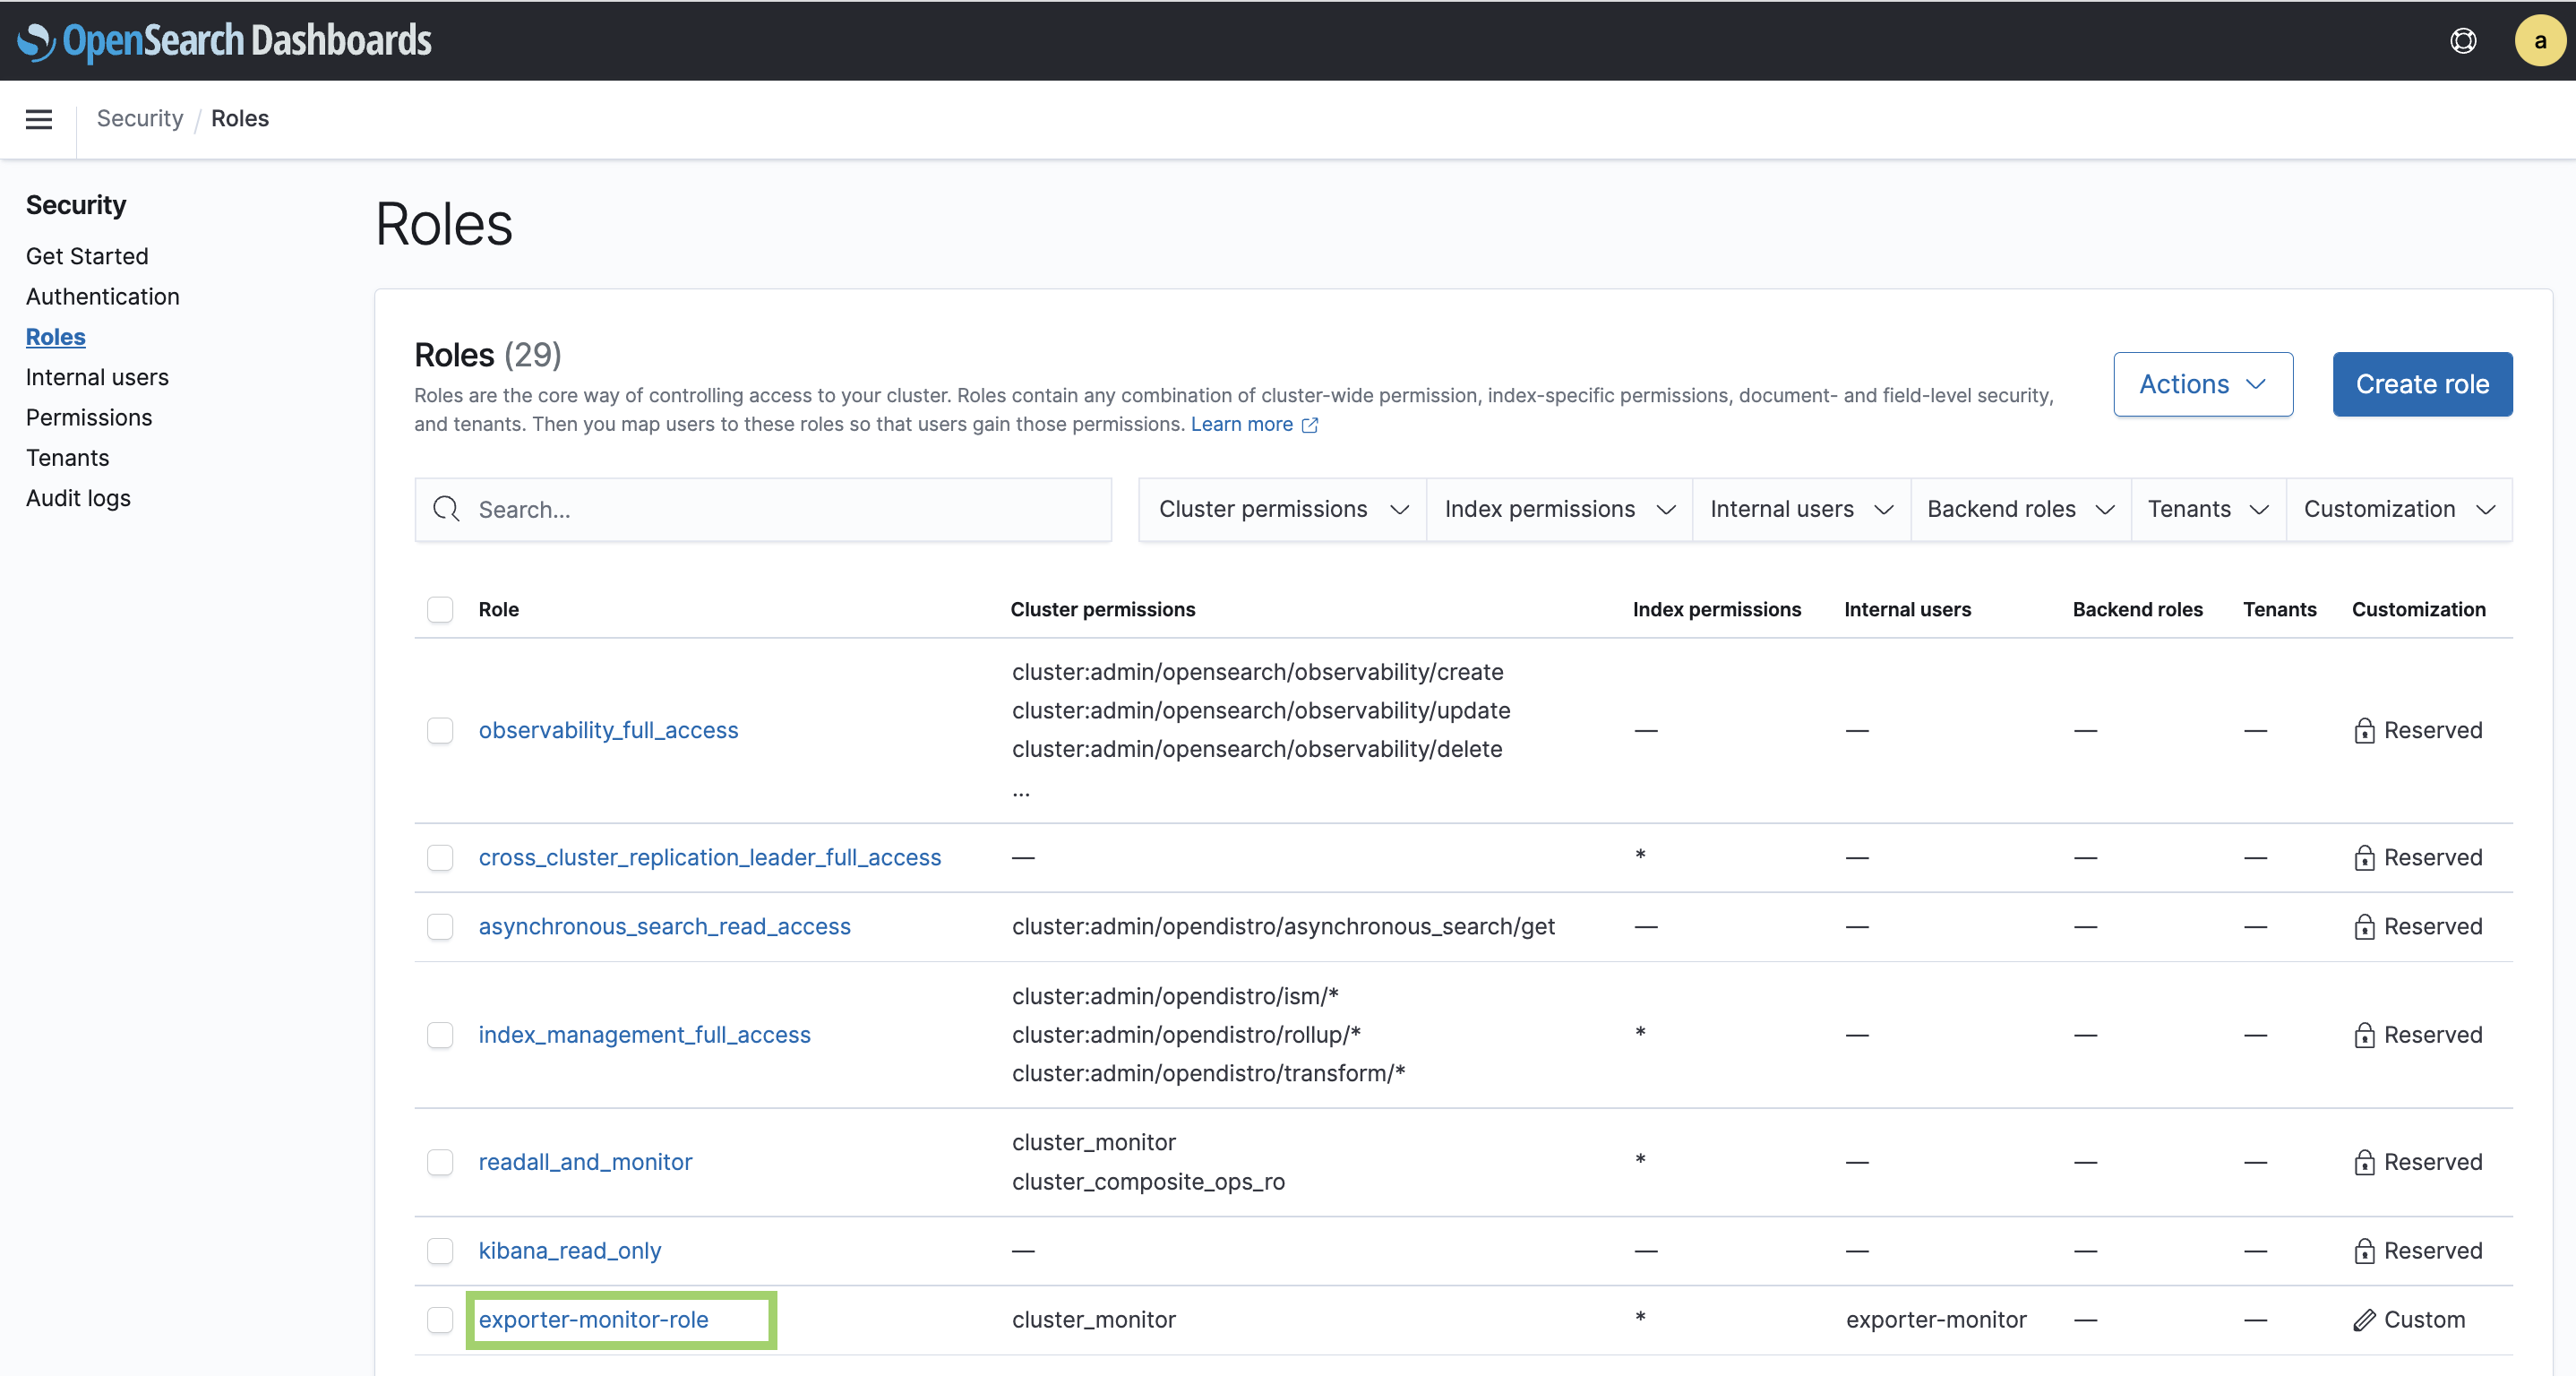 OpenSearch Dashboards
a
Security / Roles
Security
Get Started
Authentication
Roles
Internal users
Permissions
Tenants
Audit logs
Roles
Roles (29)
Roles are the core way of controlling access to your cluster. Roles contain any combination of cluster-wide permission, index-specific permissions, document- and field-level security,
and tenants. Then you map users to these roles so that users gain those permissions. Learn more
Actions
Create role
Search...
Cluster permissions
Index permissions
Internal users
Backend roles
Tenants
Customization
Role Cluster permissions Index permissions Internal users Backend roles Tenants Customization
observability_full_access
cluster:admin/opensearch/observability/create
cluster:admin/opensearch/observability/update
cluster:admin/opensearch/observability/delete
...
— — — — Reserved
cross_cluster_replication_leader_full_access — * — — — Reserved
asynchronous_search_read_access cluster:admin/opendistro/asynchronous_search/get — — — — Reserved
index_management_full_access
cluster:admin/opendistro/ism/*
cluster:admin/opendistro/rollup/*
cluster:admin/opendistro/transform/*
* — — — Reserved
readall_and_monitor
cluster_monitor
cluster_composite_ops_ro
* — — — Reserved
kibana_read_only — — — — — Reserved
exporter-monitor-role cluster_monitor * exporter-monitor — — Custom